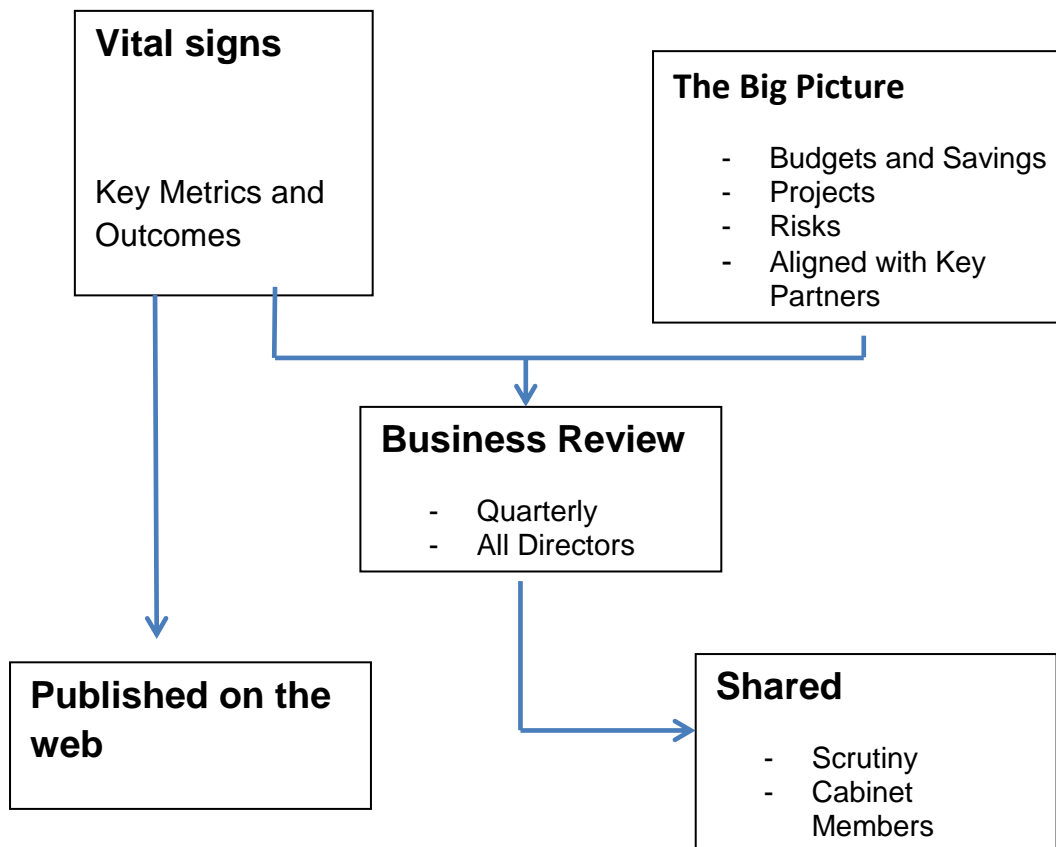 Vital signs
Key Metrics and
Outcomes
The Big Picture
- Budgets and Savings
- Projects
- Risks
- Aligned with Key
Partners
Business Review
- Quarterly
- All Directors
Published on the
web
Shared
- Scrutiny
- Cabinet
Members